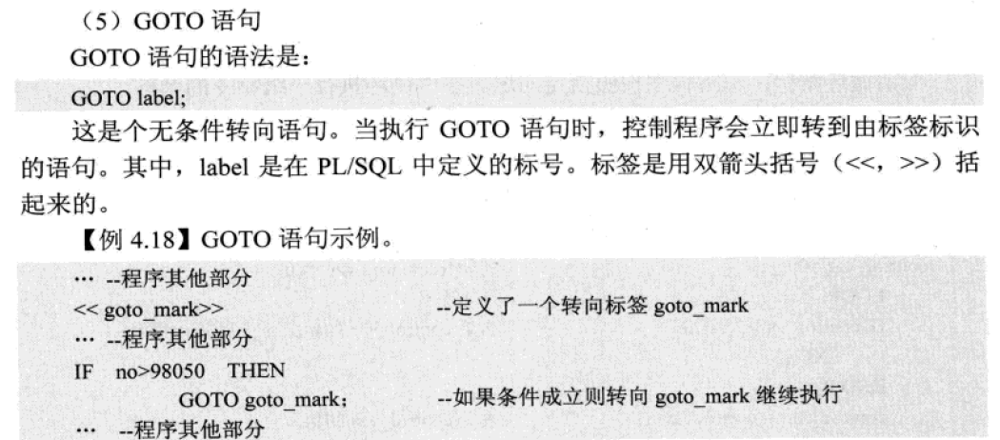 （5）GOTO 语句
GOTO 语句的语法是：
GOTO label;
这是个无条件转向语句。当执行 GOTO 语句时，控制程序会立即转到由标签标识
的语句。其中，label 是在 PL/SQL 中定义的标号。标签是用双箭头括号（<<，>>）括
起来的。
【例 4.18】GOTO 语句示例。
… --程序其他部分
<< goto_mark>> --定义了一个转向标签 goto_mark
… --程序其他部分
IF no>98050 THEN
GOTO goto_mark； --如果条件成立则转向 goto_mark 继续执行
… --程序其他部分